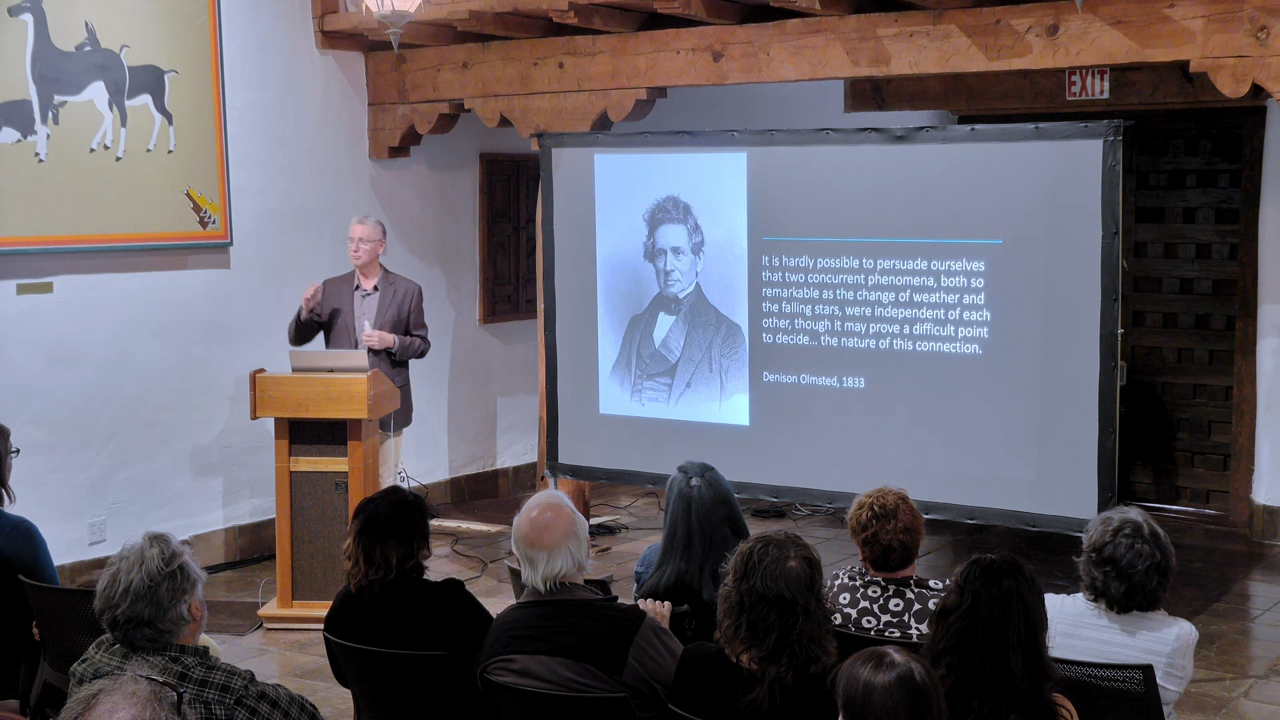 EXIT
It is hardly possible to persuade ourselves
that two concurrent phenomena, both so
remarkable as the change of weather and
the falling stars, were independent of each
other, though it may prove a difficult point
to decide... the nature of this connection.
Denison Olmsted, 1833